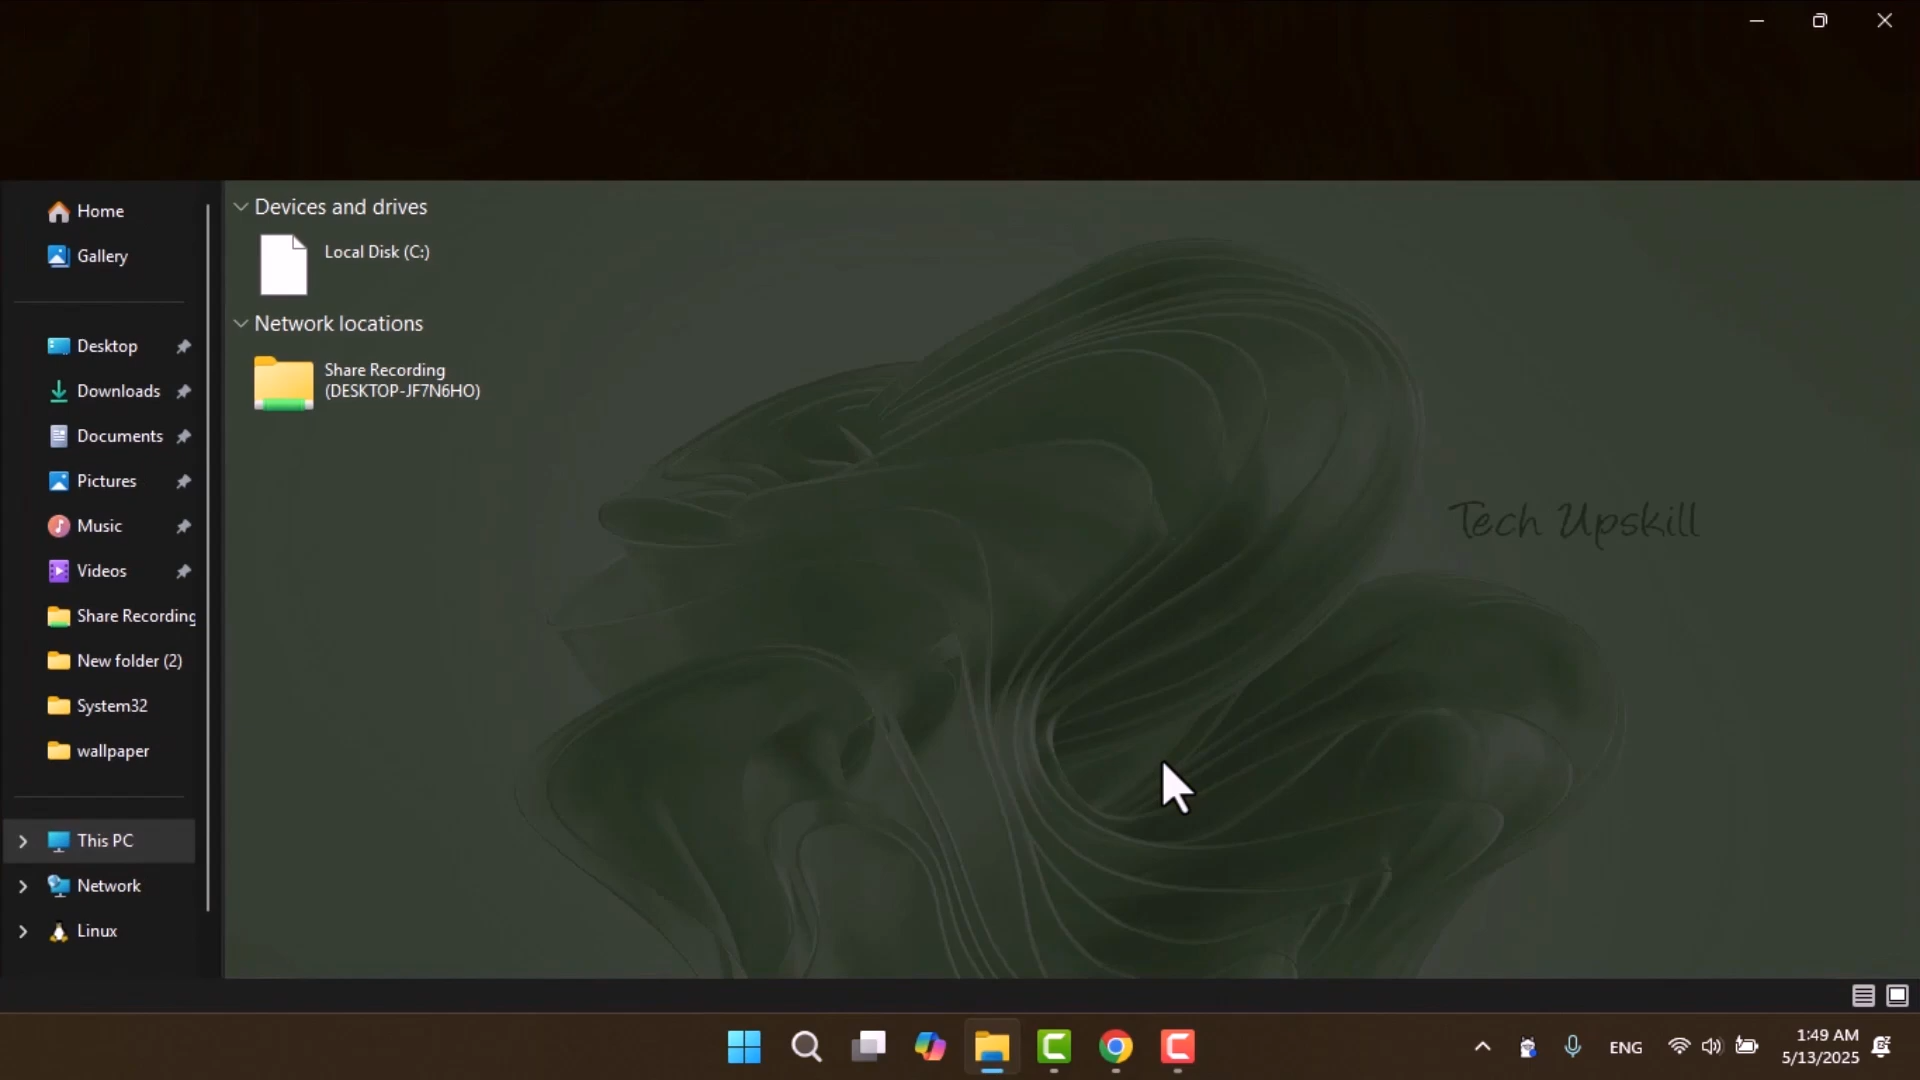 Home
Gallery
Desktop
Downloads
Documents
Pictures
Music
Videos
Share Recording
New folder (2)
System32
wallpaper
This PC
Network
Linux
Devices and drives
Local Disk (C:)
Network locations
Share Recording
(DESKTOP-JF7N6HO)
Tech Upskill
ENG
1:49 AM
5/13/2025